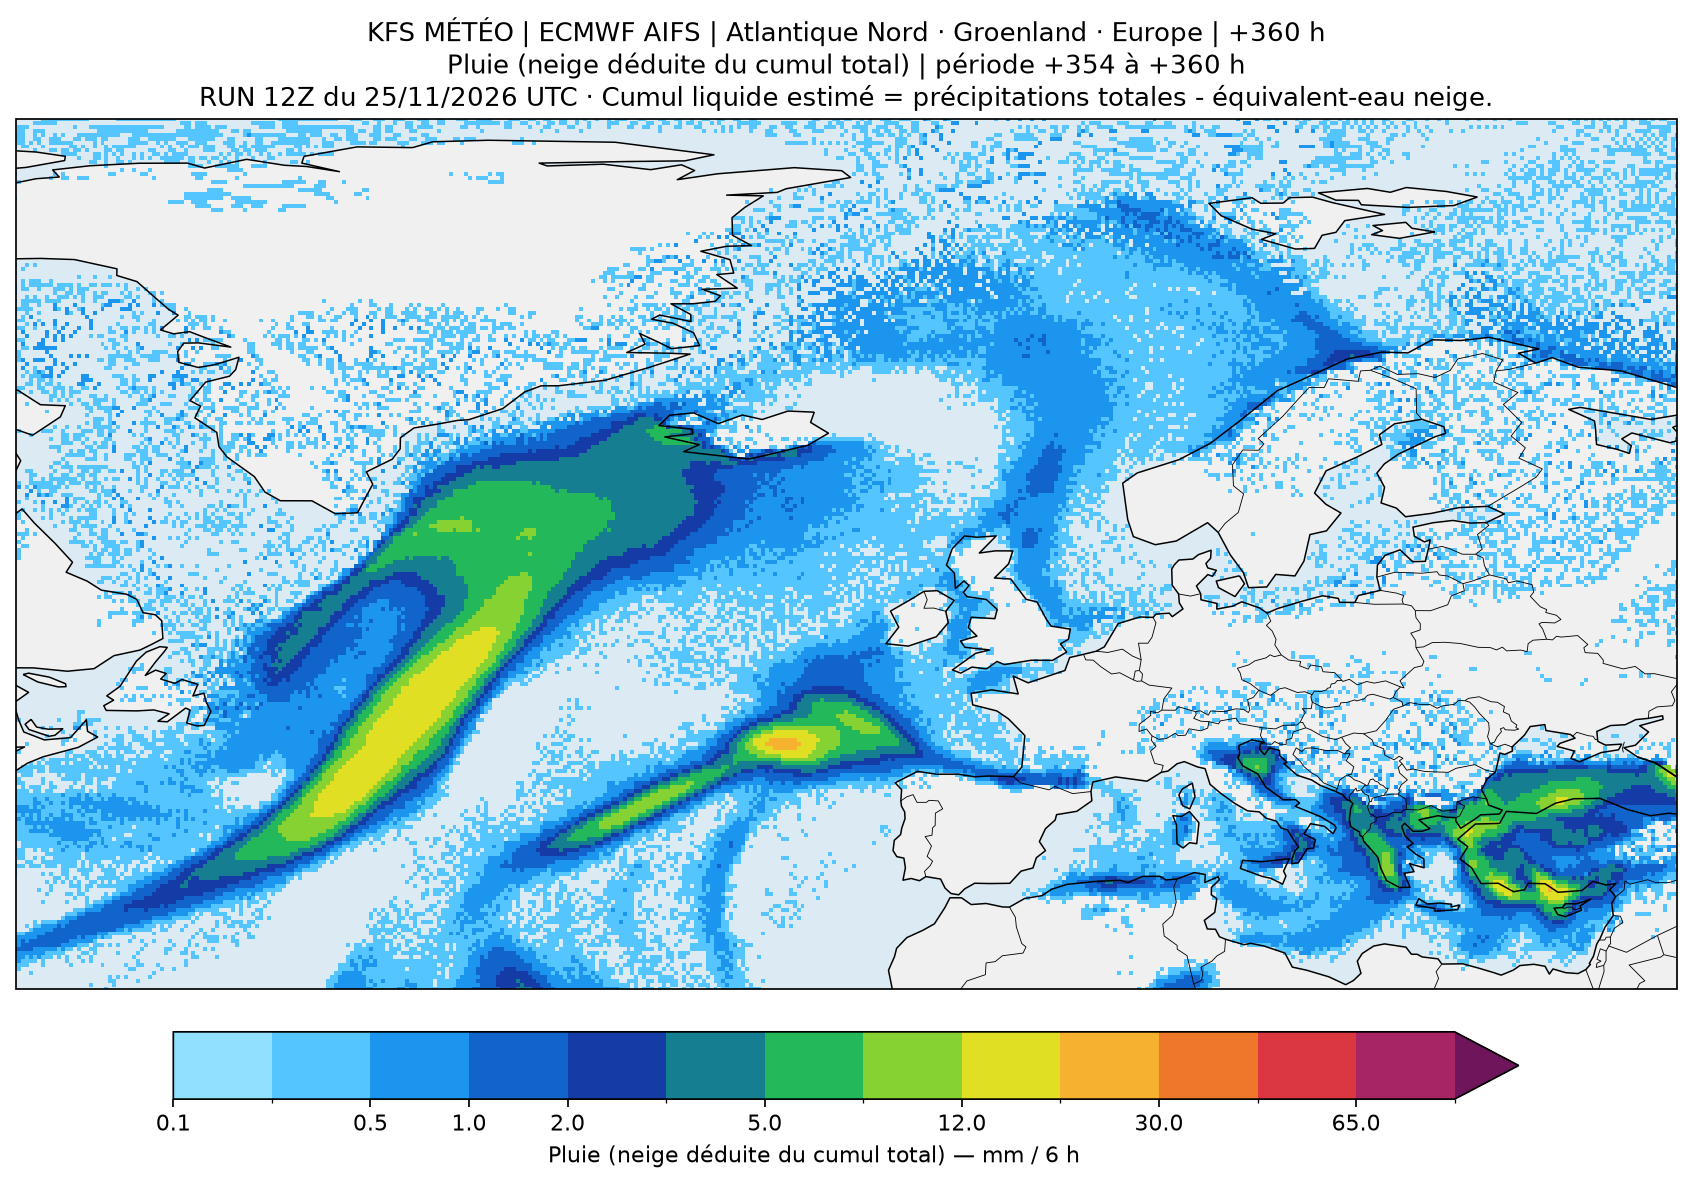 KFS MÉTÉO | ECMWF AIFS | Atlantique Nord · Groenland · Europe | +360 h
Pluie (neige déduite du cumul total) | période +354 à +360 h
RUN 12Z du 25/11/2026 UTC · Cumul liquide estimé = précipitations totales - équivalent-eau neige.
0.1 0.5 1.0 2.0 5.0 12.0 30.0 65.0
Pluie (neige déduite du cumul total) — mm / 6 h